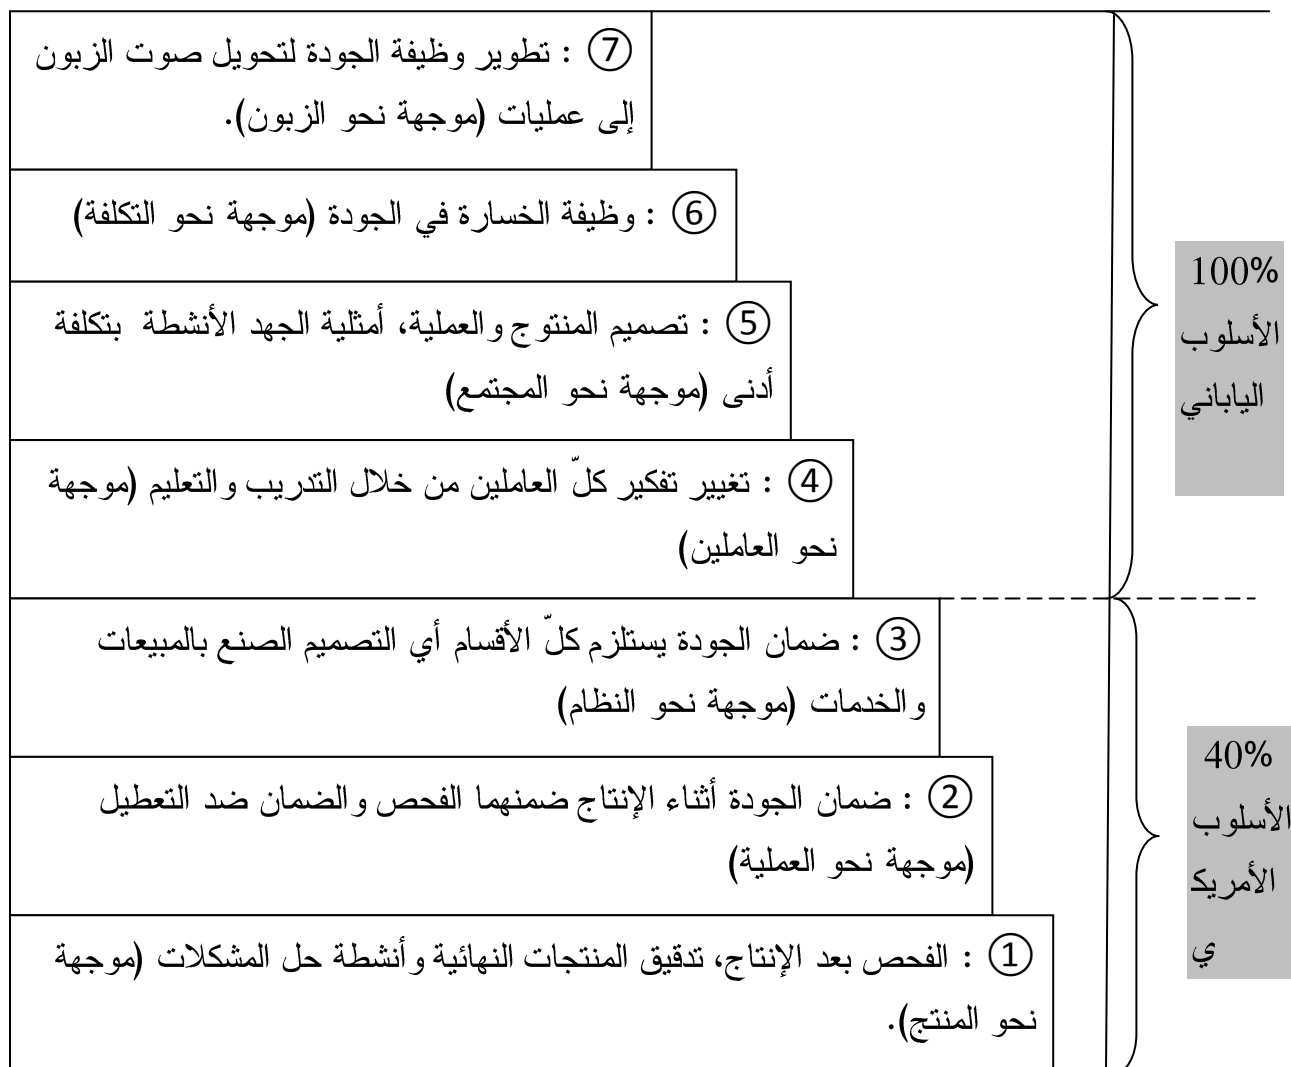 ⑦ : تطوير وظيفة الجودة لتحويل صوت الزبون
إلى عمليات (موجهة نحو الزبون).
⑥ : وظيفة الخسارة في الجودة (موجهة نحو التكلفة)
⑤ : تصميم المنتوج والعملية، أمثلية الجهد الأنشطة بتكلفة
أدنى (موجهة نحو المجتمع)
④ : تغيير تفكير كلّ العاملين من خلال التدريب والتعليم (موجهة
نحو العاملين)
100%
الأسلوب
الياباني
③ : ضمان الجودة يستلزم كلّ الأقسام أي التصميم الصنع بالمبيعات
والخدمات (موجهة نحو النظام)
② : ضمان الجودة أثناء الإنتاج ضمنهما الفحص والضمان ضد التعطيل
(موجهة نحو العملية)
① : الفحص بعد الإنتاج، تدقيق المنتجات النهائية وأنشطة حل المشكلات (موجهة
نحو المنتج).
40%
الأسلوب
الأمريك
ي